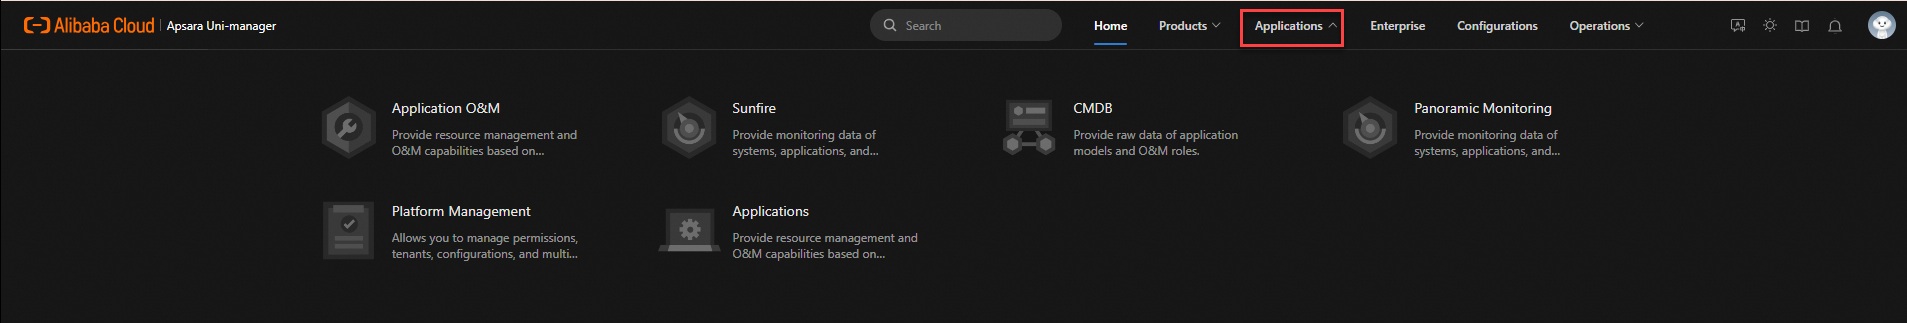 Alibaba Cloud | Apsara Uni-manager
Search
Home
Products
Applications
Enterprise
Configurations
Operations
Application O&M
Provide resource management and
O&M capabilities based on...
Sunfire
Provide monitoring data of
systems, applications, and...
CMDB
Provide raw data of application
models and O&M roles.
Panoramic Monitoring
Provide monitoring data of
systems, applications, and...
Platform Management
Allows you to manage permissions,
tenants, configurations, and multi...
Applications
Provide resource management and
O&M capabilities based on...